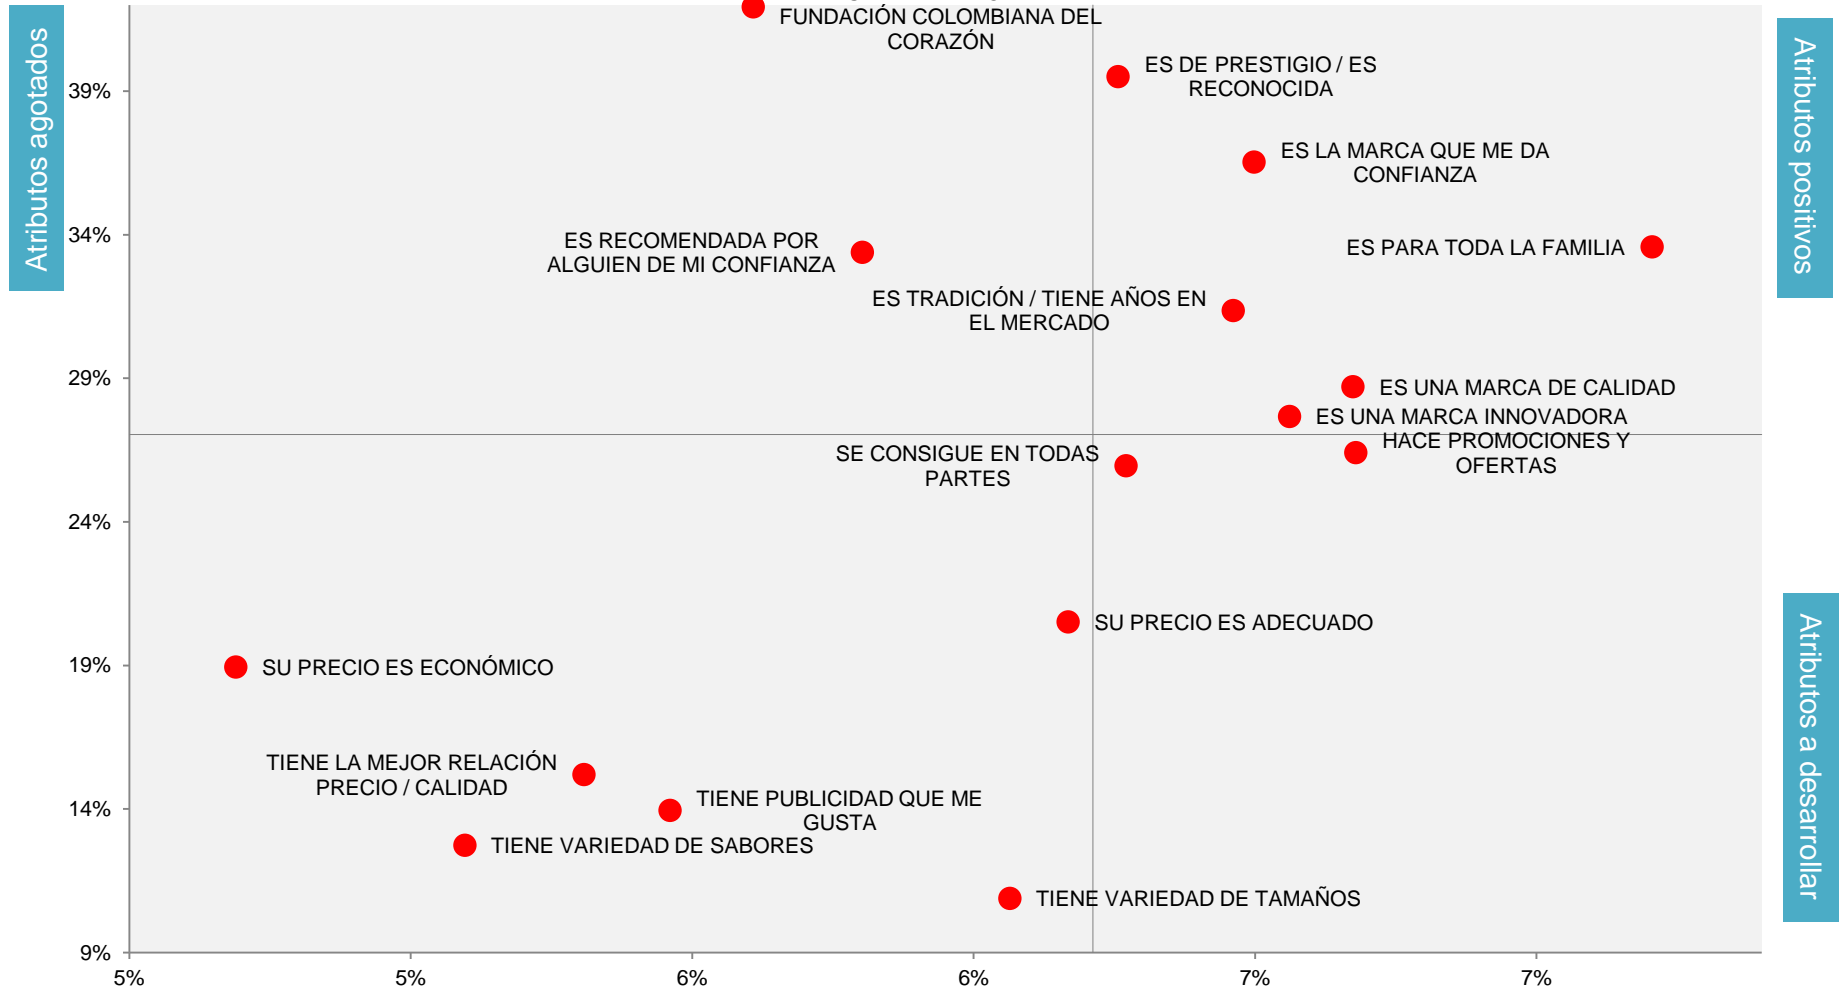 Atributos agotados
Atributos positivos
Atributos a desarrollar
FUNDACIÓN COLOMBIANA DEL
CORAZÓN
ES DE PRESTIGIO / ES
RECONOCIDA
39%
ES LA MARCA QUE ME DA
CONFIANZA
34%
ES RECOMENDADA POR
ALGUIEN DE MI CONFIANZA
ES PARA TODA LA FAMILIA
ES TRADICIÓN / TIENE AÑOS EN
EL MERCADO
29%
ES UNA MARCA DE CALIDAD
ES UNA MARCA INNOVADORA
HACE PROMOCIONES Y
OFERTAS
SE CONSIGUE EN TODAS
PARTES
24%
SU PRECIO ES ADECUADO
19%
SU PRECIO ES ECONÓMICO
TIENE LA MEJOR RELACIÓN
PRECIO / CALIDAD
14%
TIENE PUBLICIDAD QUE ME
GUSTA
TIENE VARIEDAD DE SABORES
TIENE VARIEDAD DE TAMAÑOS
9%
5%
5%
6%
6%
7%
7%